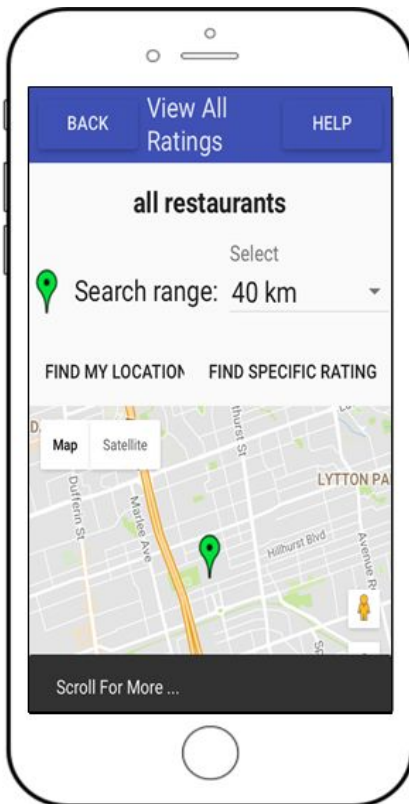 BACK
View All
Ratings
HELP
all restaurants
Select
Search range:
40 km
FIND MY LOCATION
FIND SPECIFIC RATING
Map
Satellite
thurst St
Dufferin St
Marlee Ave
LYTTON PA
Hillhurst Blvd
Avenue R
Scroll For More ...